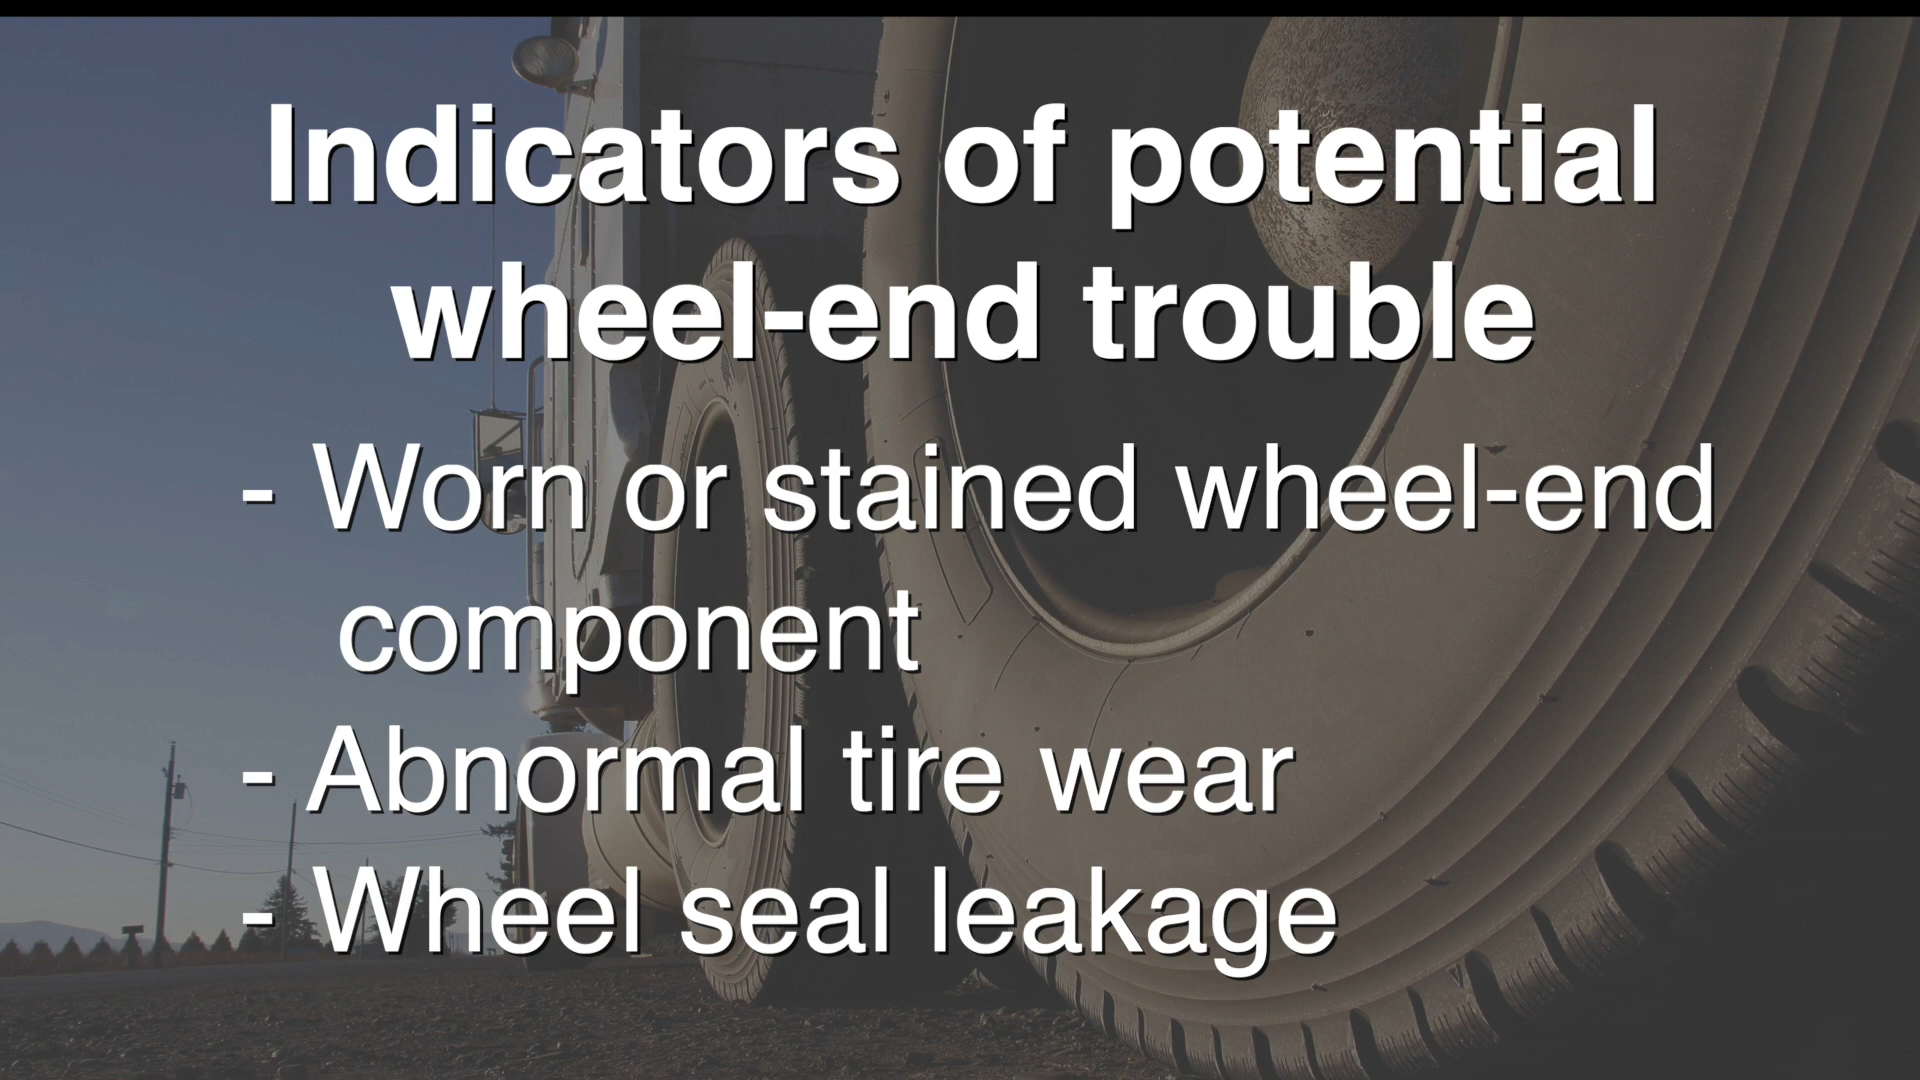 Indicators of potential
wheel-end trouble
- Worn or stained wheel-end
component
- Abnormal tire wear
- Wheel seal leakage